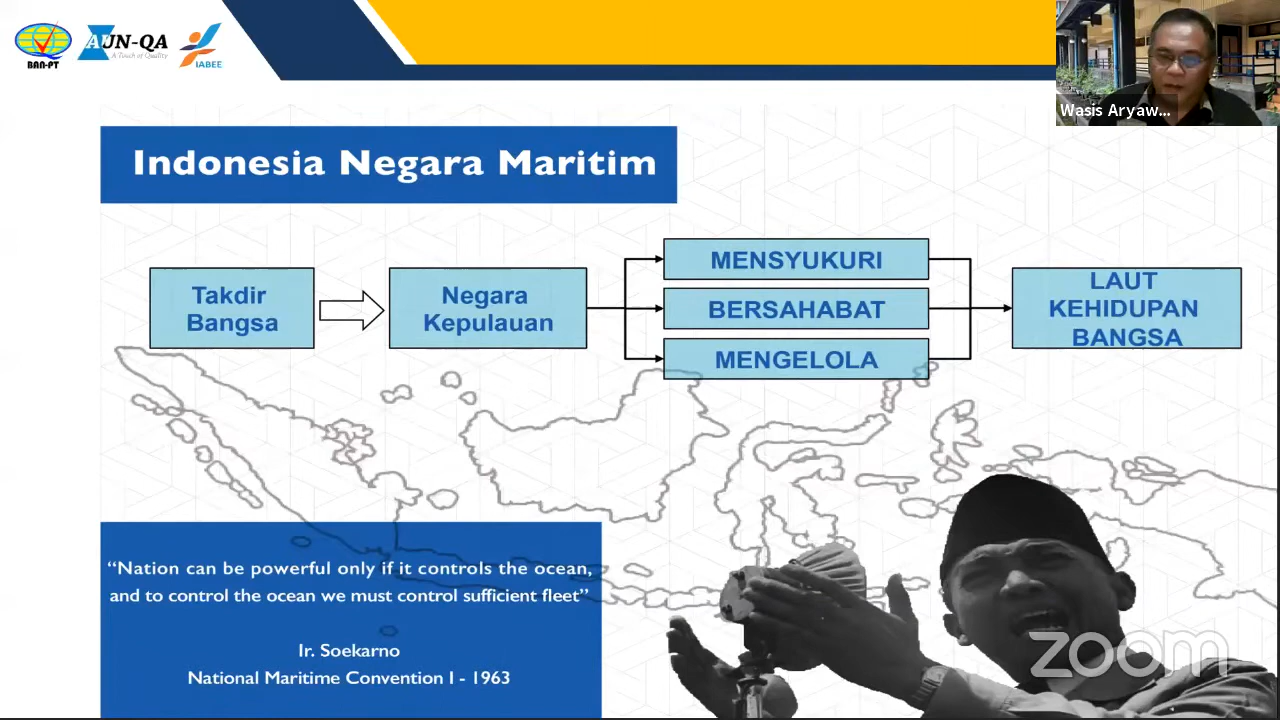 BAN-PT
AUN-QA
A Touch of Quality
IABEE
Wasis Aryaw...
Indonesia Negara Maritim
Takdir
Bangsa
Negara
Kepulauan
MENSYUKURI
BERSAHABAT
MENGELOLA
LAUT
KEHIDUPAN
BANGSA
“Nation can be powerful only if it controls the ocean,
and to control the ocean we must control sufficient fleet”
Ir. Soekarno
National Maritime Convention I - 1963
zoom